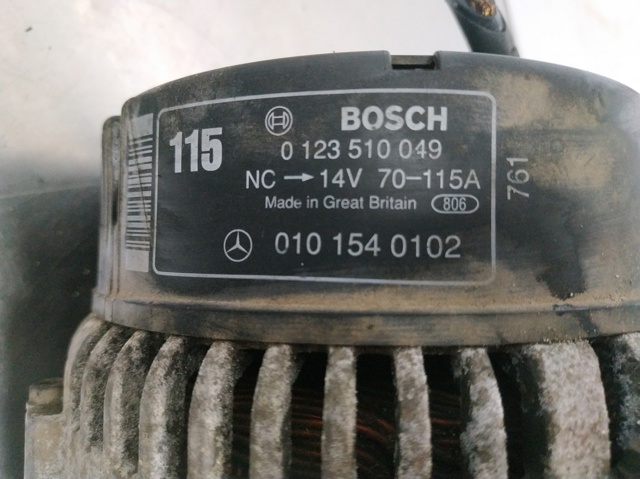 115
BOSCH
0 123 510 049
NC → 14V 70-115A
Made in Great Britain 806
010 154 0102
761